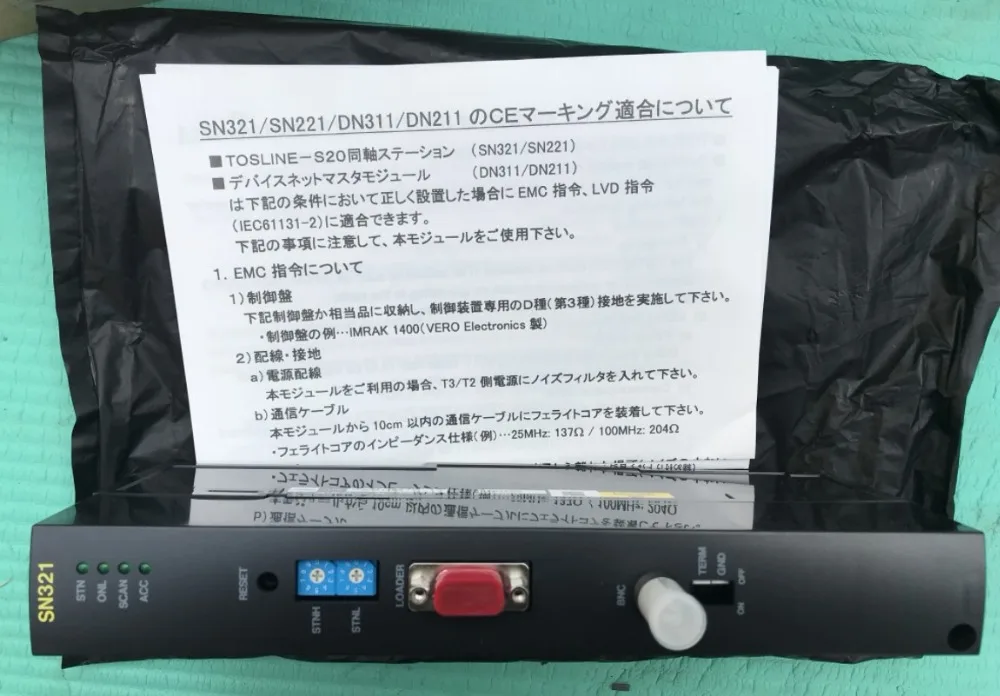 SN321/SN221/DN311/DN211 のCEマーキング適合について
■TOSLINE－S20同軸ステーション （SN321/SN221）
■デバイスネットマスタモジュール （DN311/DN211）
は下記の条件において正しく設置した場合に EMC 指令、LVD 指令
（IEC61131-2）に適合できます。
下記の事項に注意して、本モジュールをご使用下さい。
1．EMC 指令について
1）制御盤
下記制御盤か相当品に収納し、制御装置専用のD種（第3種）接地を実施して下さい。
・制御盤の例…IMRAK 1400（VERO Electronics 製）
2）配線・接地
a）電源配線
本モジュールをご利用の場合、T3/T2 側電源にノイズフィルタを入れて下さい。
b）通信ケーブル
本モジュールから 10cm 以内の通信ケーブルにフェライトコアを装着して下さい。
・フェライトコアのインピーダンス仕様（例）…25MHz: 137Ω / 100MHz: 204Ω
SN321
STN
ONL
SCAN
ACC
RESET
STNH
STNL
LOADER
BNC
TERM
GND
OFF
ON